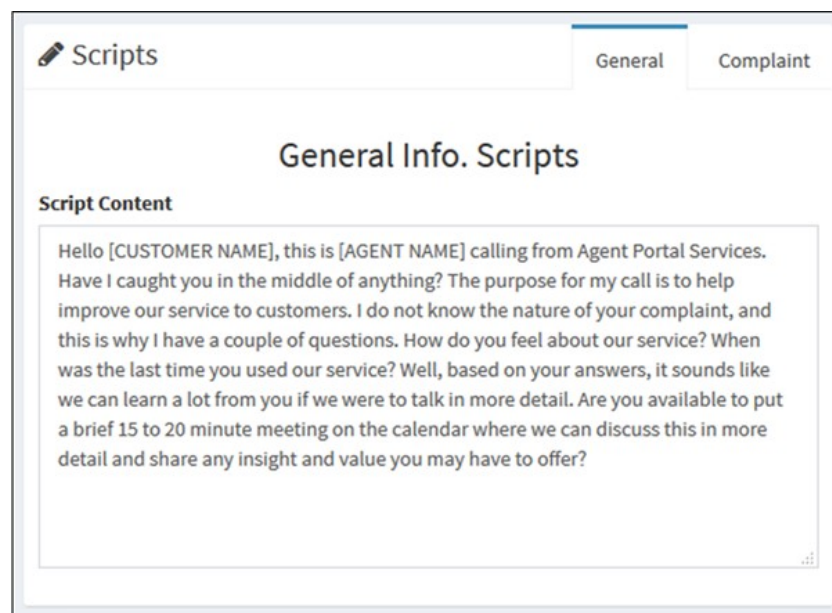 Scripts
General
Complaint
General Info. Scripts
Script Content
Hello [CUSTOMER NAME], this is [AGENT NAME] calling from Agent Portal Services.
Have I caught you in the middle of anything? The purpose for my call is to help
improve our service to customers. I do not know the nature of your complaint, and
this is why I have a couple of questions. How do you feel about our service? When
was the last time you used our service? Well, based on your answers, it sounds like
we can learn a lot from you if we were to talk in more detail. Are you available to put
a brief 15 to 20 minute meeting on the calendar where we can discuss this in more
detail and share any insight and value you may have to offer?